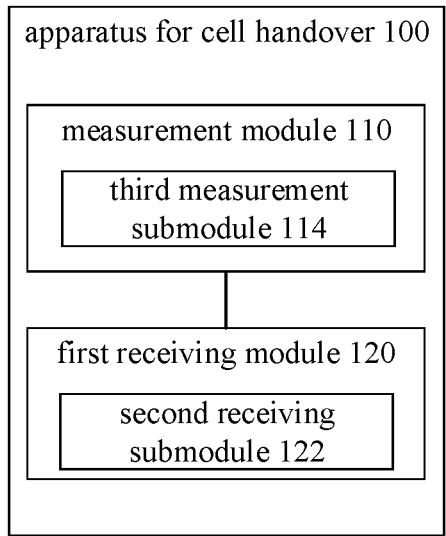 apparatus for cell handover 100
measurement module 110
third measurement
submodule 114
first receiving module 120
second receiving
submodule 122